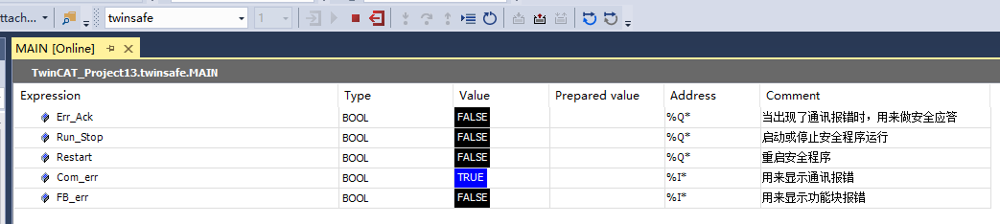 attach...
twinsafe
1
MAIN [Online]
TwinCAT_Project13.twinsafe.MAIN
Expression Type Value Prepared value Address Comment
Err_Ack BOOL FALSE %Q* 当出现了通讯报错时，用来做安全应答
Run_Stop BOOL FALSE %Q* 启动或停止安全程序运行
Restart BOOL FALSE %Q* 重启安全程序
Com_err BOOL TRUE %I* 用来显示通讯报错
FB_err BOOL FALSE %I* 用来显示功能块报错